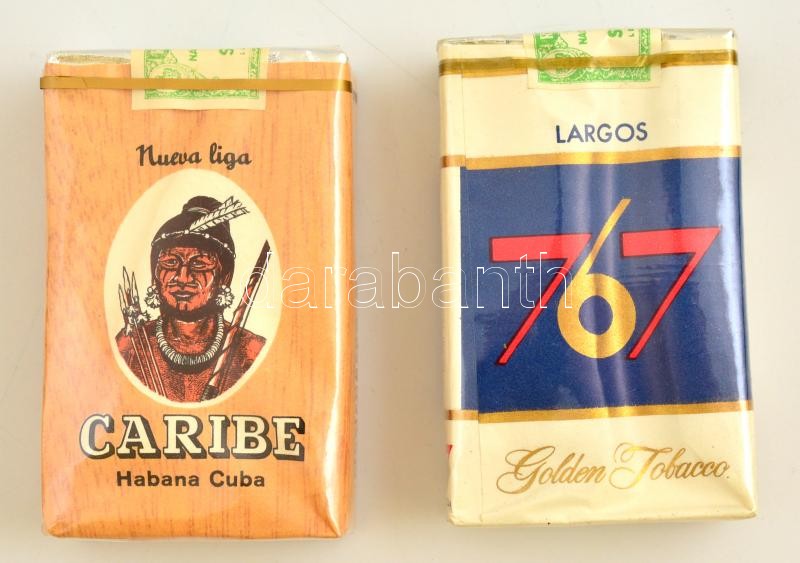 Nueva liga
CARIBE
Habana Cuba
LARGOS
767
Golden Tobacco
darabanth